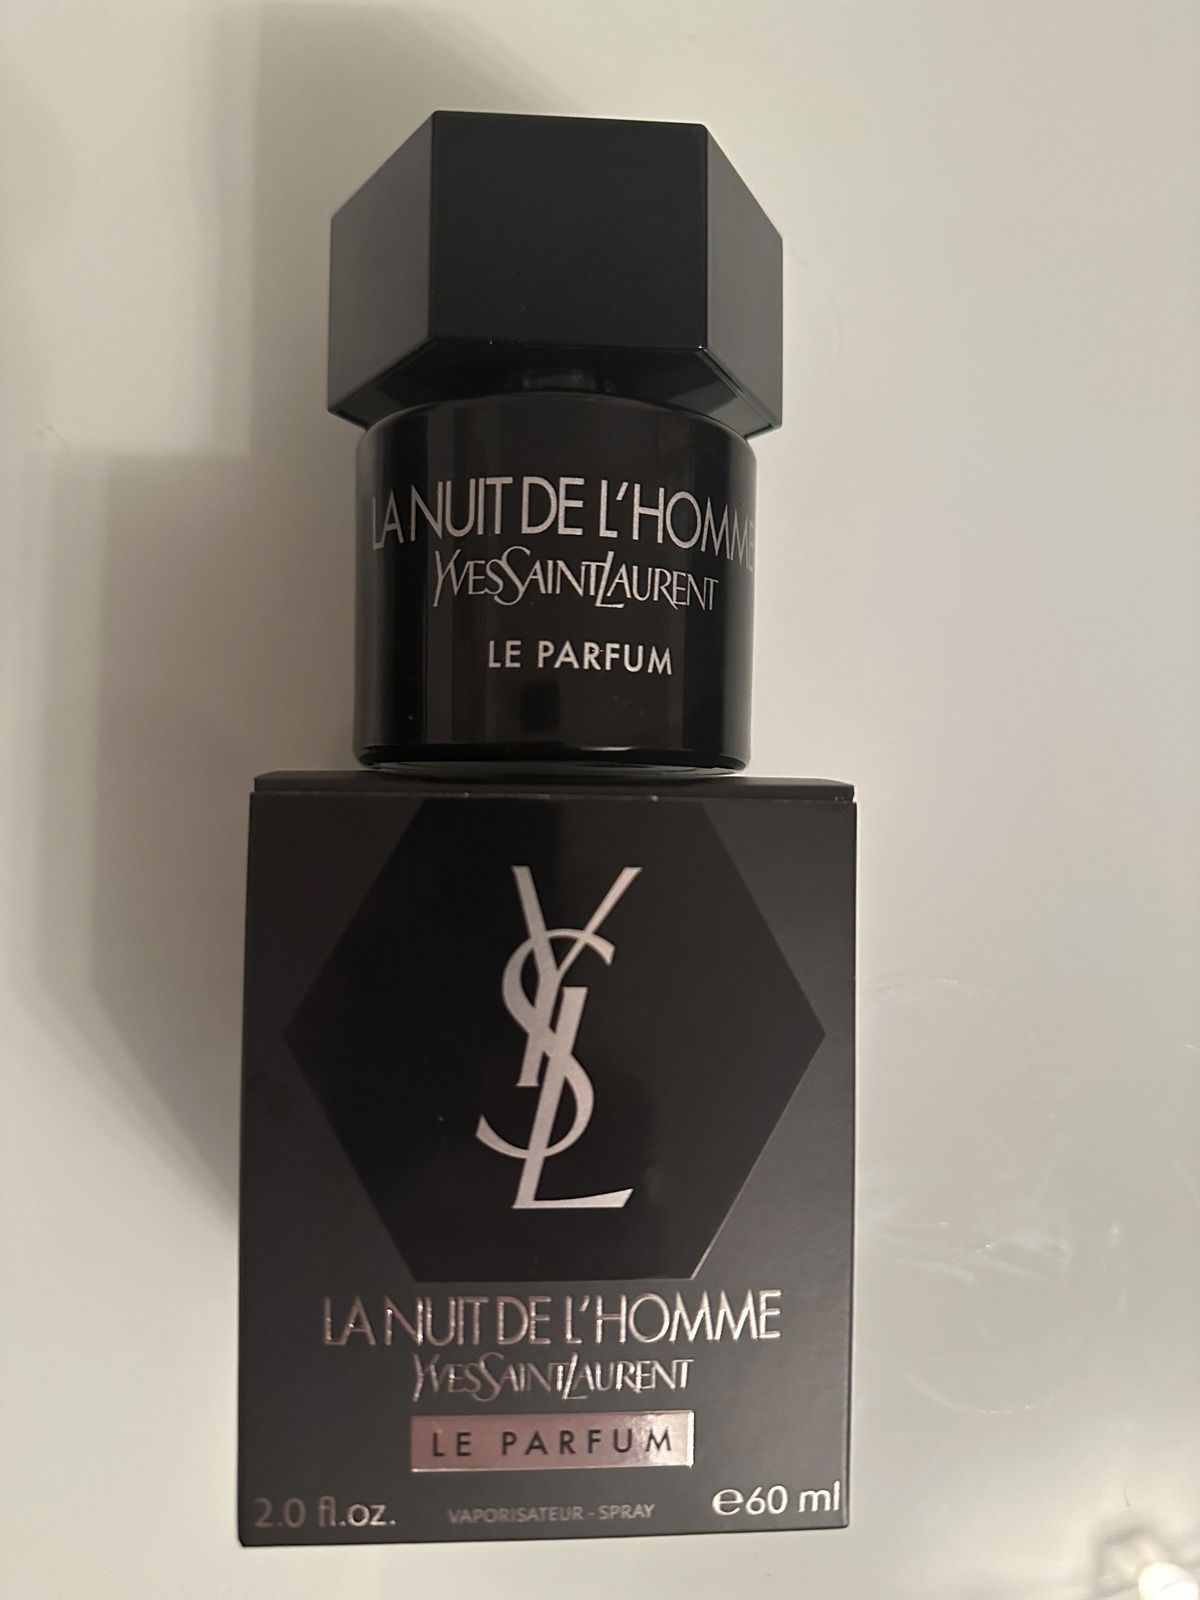 LA NUIT DE L'HOMME
YVESSAINTLAURENT
LE PARFUM
YSL
LA NUIT DE L'HOMME
YVESSAINTLAURENT
LE PARFUM
2.0 fl.oz. VAPORISATEUR - SPRAY ℮60 ml